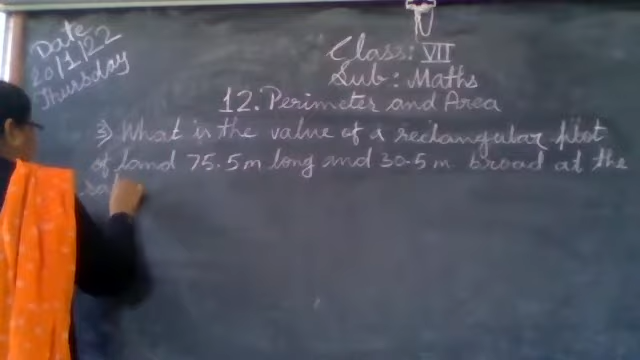 Date
20/1/22
Thursday
Class: VII
Sub: Maths
12. Perimeter and Area
3) What is the value of a rectangular plot
of land 75.5m long and 30.5m broad at the